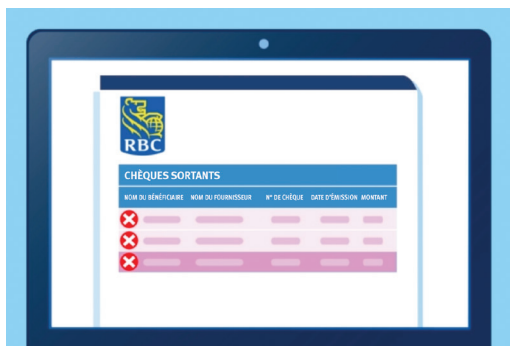 RBC
CHÈQUES SORTANTS
NOM DU BÉNÉFICIAIRE NOM DU FOURNISSEUR N° DE CHÈQUE DATE D'ÉMISSION MONTANT